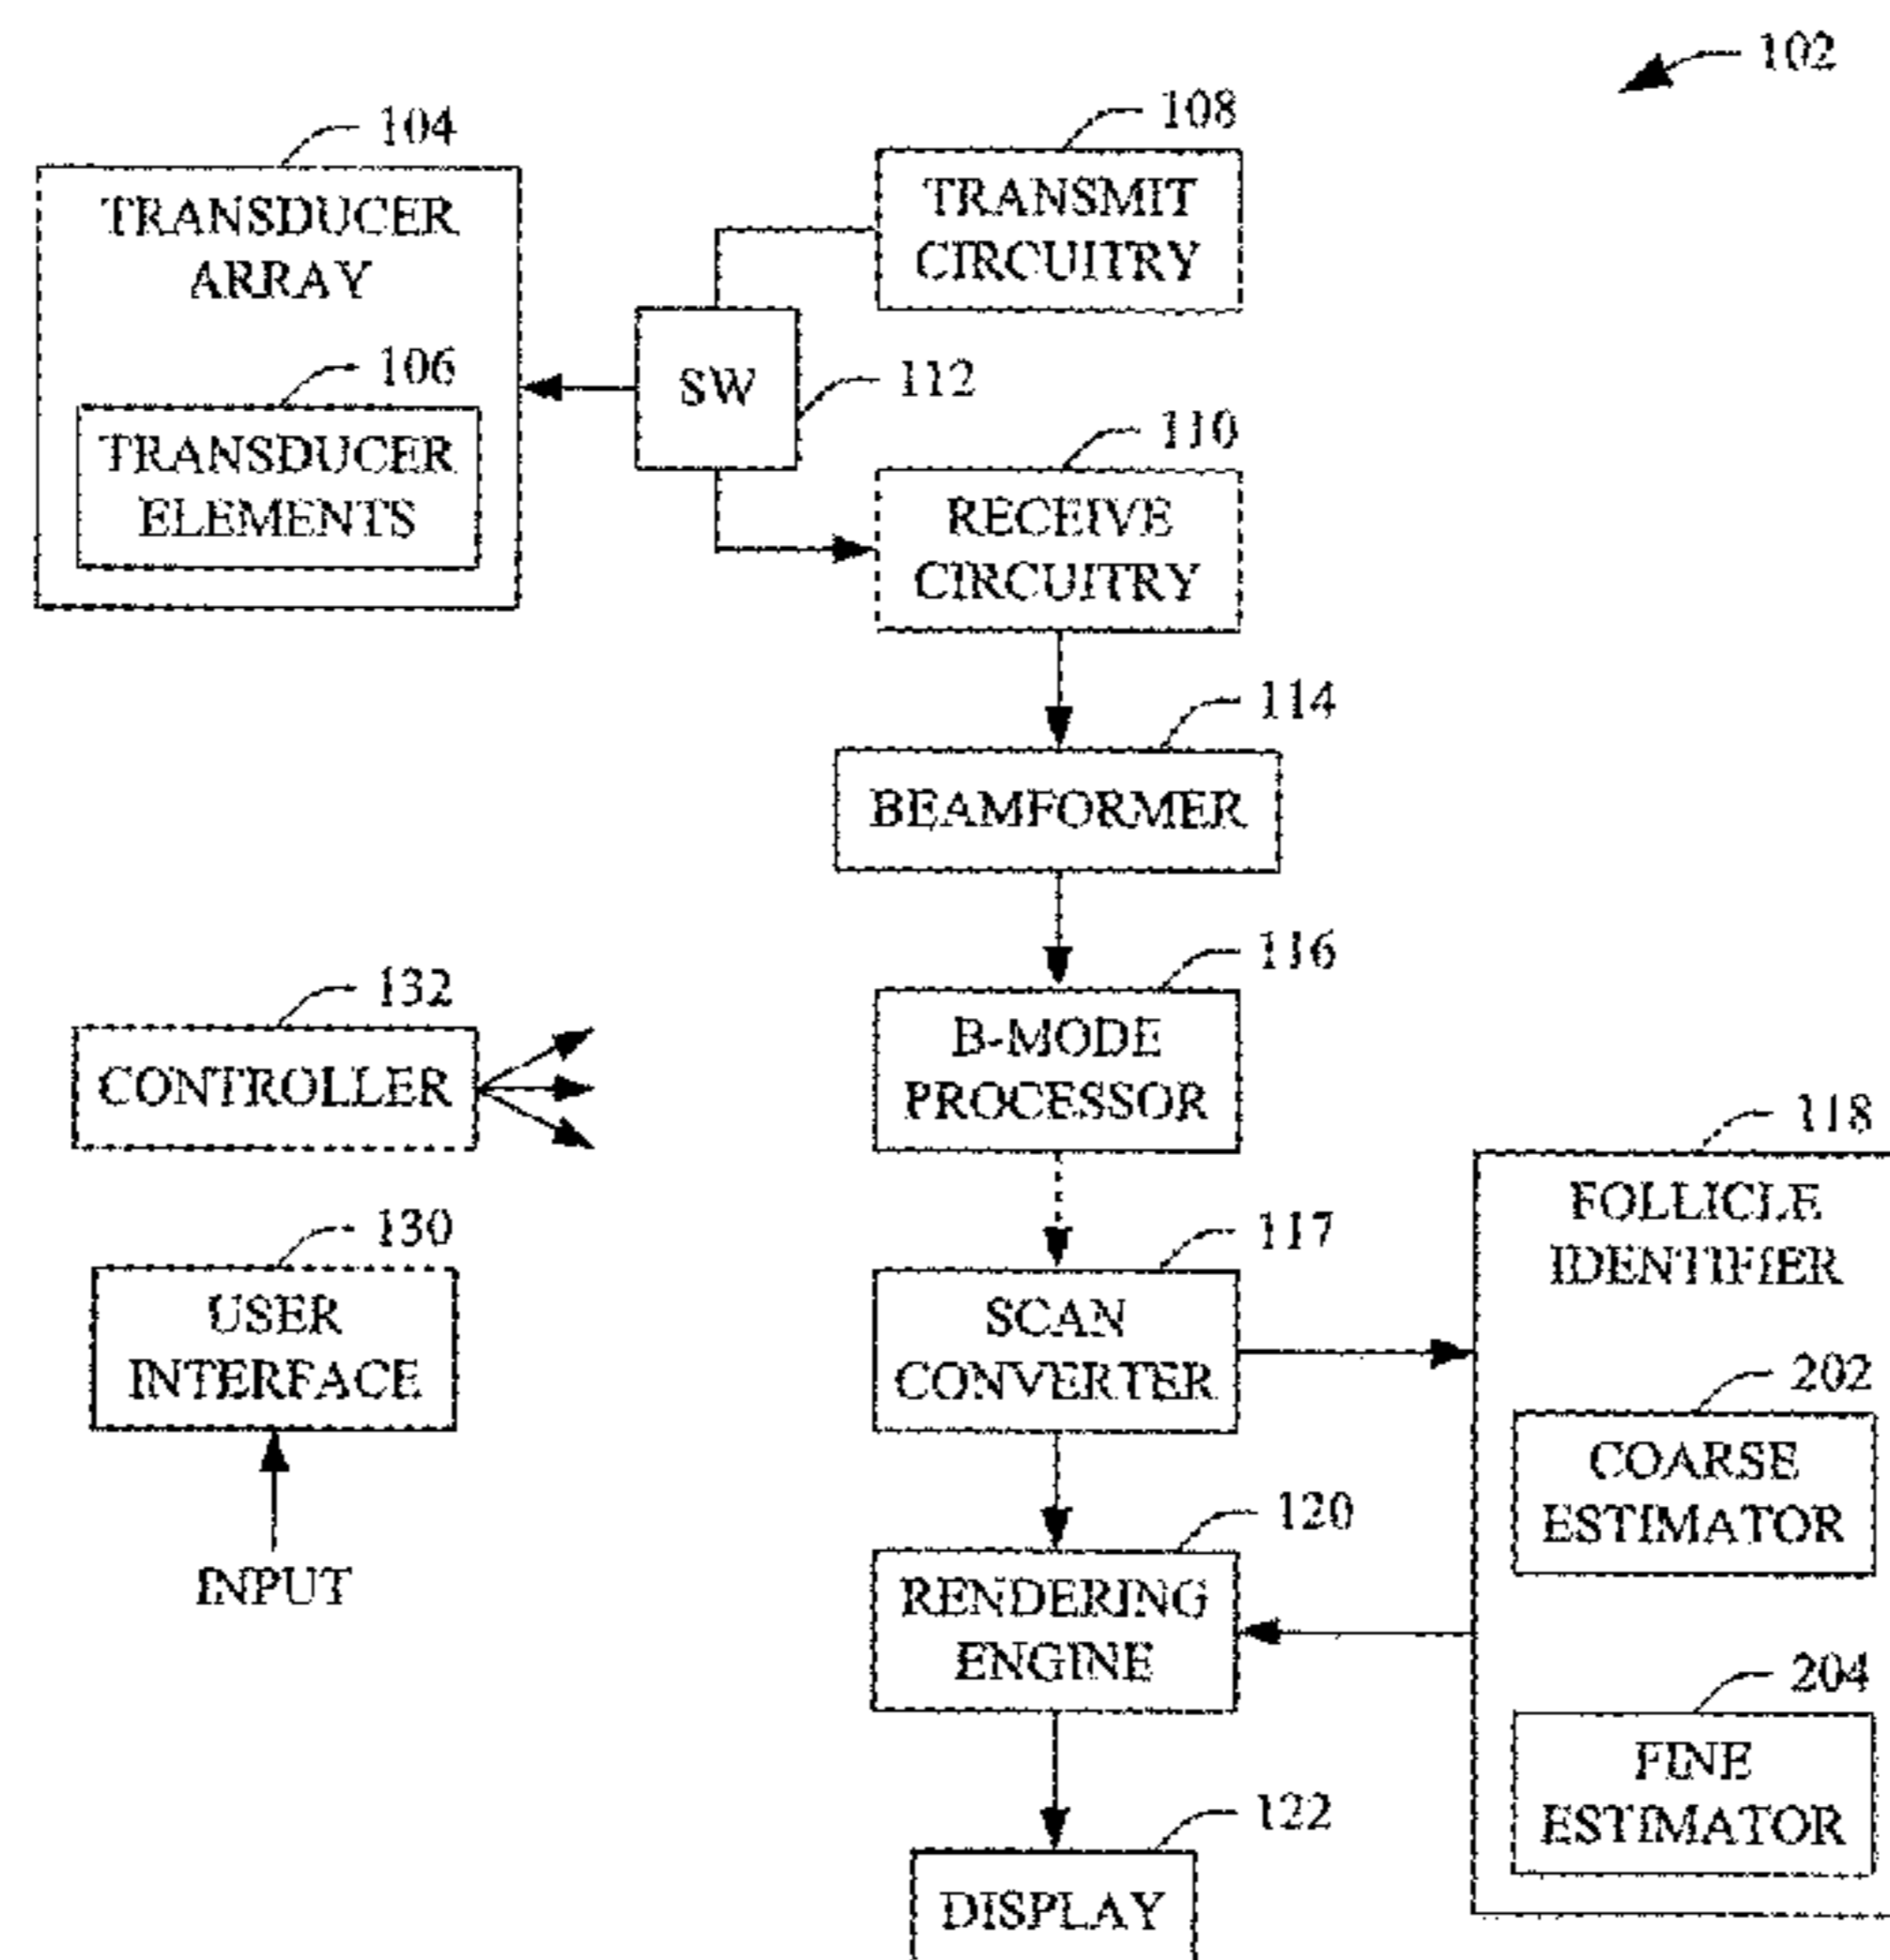 102
104
TRANSDUCER
ARRAY
106
TRANSDUCER
ELEMENTS
108
TRANSMIT
CIRCUITRY
SW
112
110
RECEIVE
CIRCUITRY
114
BEAMFORMER
116
B-MODE
PROCESSOR
132
CONTROLLER
130
USER
INTERFACE
INPUT
117
SCAN
CONVERTER
118
FOLLICLE
IDENTIFIER
202
COARSE
ESTIMATOR
120
RENDERING
ENGINE
204
FINE
ESTIMATOR
122
DISPLAY